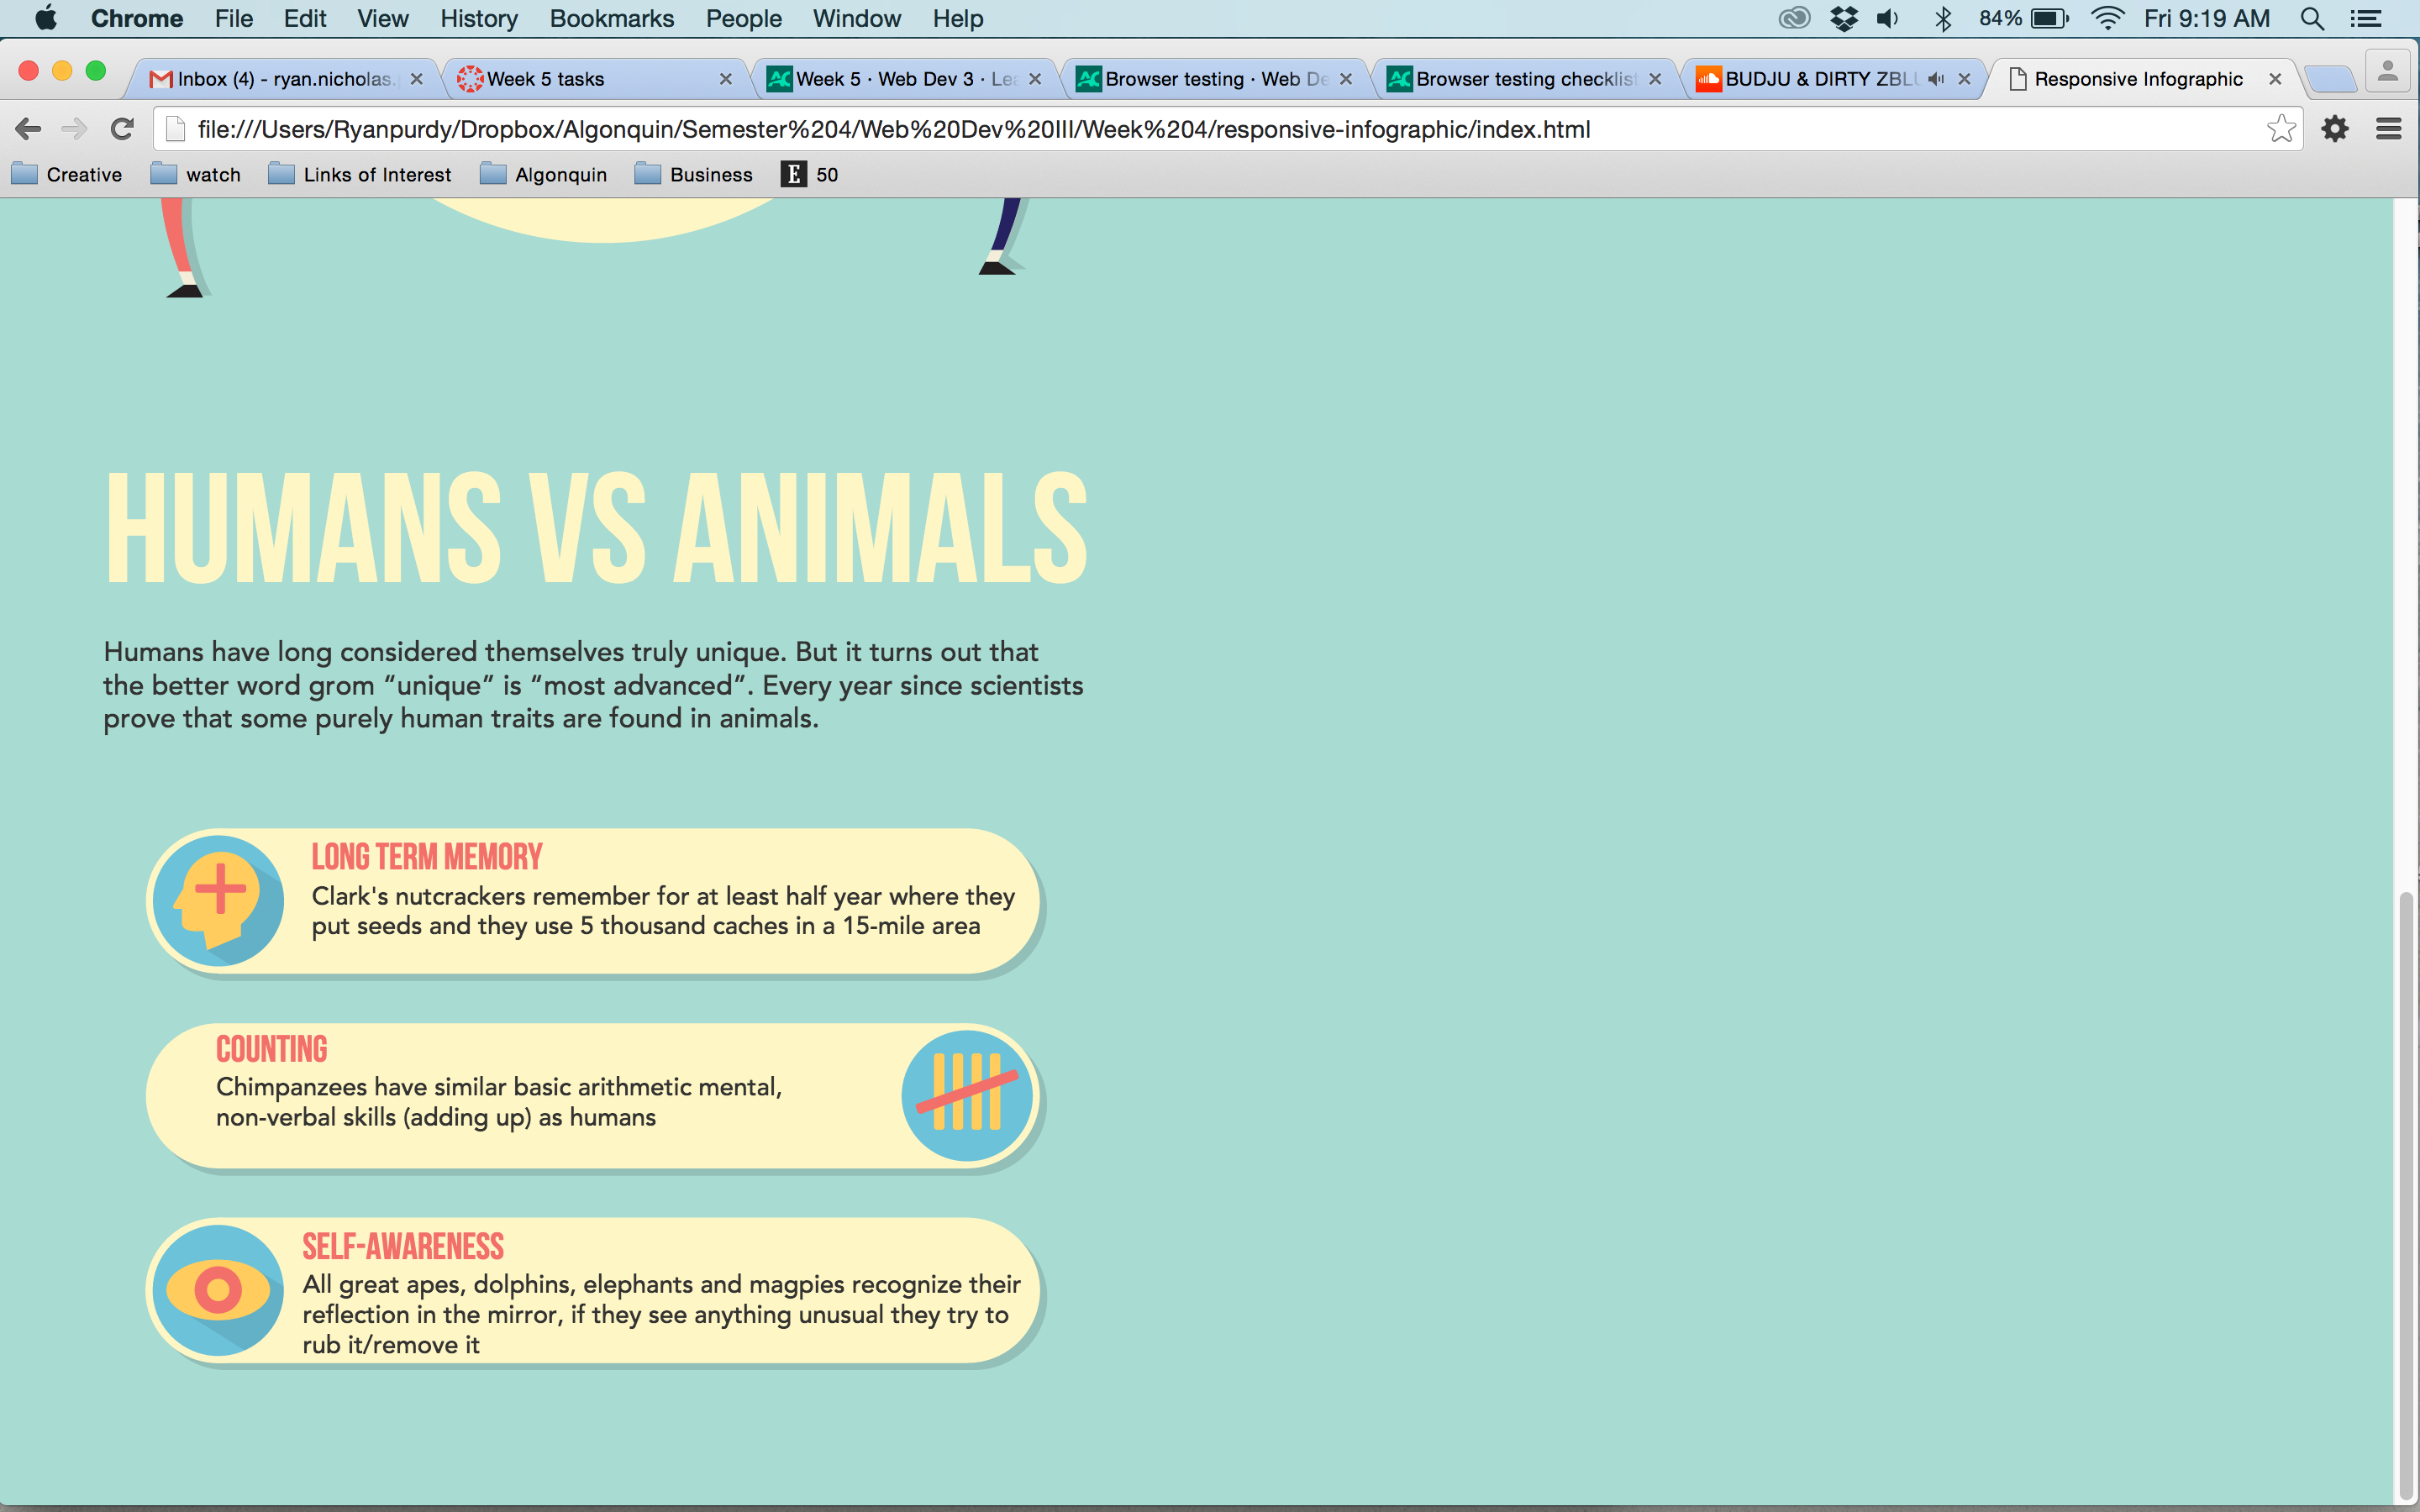 Chrome File Edit View History Bookmarks People Window Help 84% Fri 9:19 AM
Inbox (4) - ryan.nicholas. Week 5 tasks Week 5 · Web Dev 3 · Lea Browser testing · Web De Browser testing checklist BUDJU & DIRTY ZBLU Responsive Infographic
file:///Users/Ryanpurdy/Dropbox/Algonquin/Semester%204/Web%20Dev%20III/Week%204/responsive-infographic/index.html
Creative watch Links of Interest Algonquin Business E 50
HUMANS VS ANIMALS
Humans have long considered themselves truly unique. But it turns out that
the better word grom “unique” is “most advanced”. Every year since scientists
prove that some purely human traits are found in animals.
LONG TERM MEMORY
Clark's nutcrackers remember for at least half year where they
put seeds and they use 5 thousand caches in a 15-mile area
COUNTING
Chimpanzees have similar basic arithmetic mental,
non-verbal skills (adding up) as humans
SELF-AWARENESS
All great apes, dolphins, elephants and magpies recognize their
reflection in the mirror, if they see anything unusual they try to
rub it/remove it